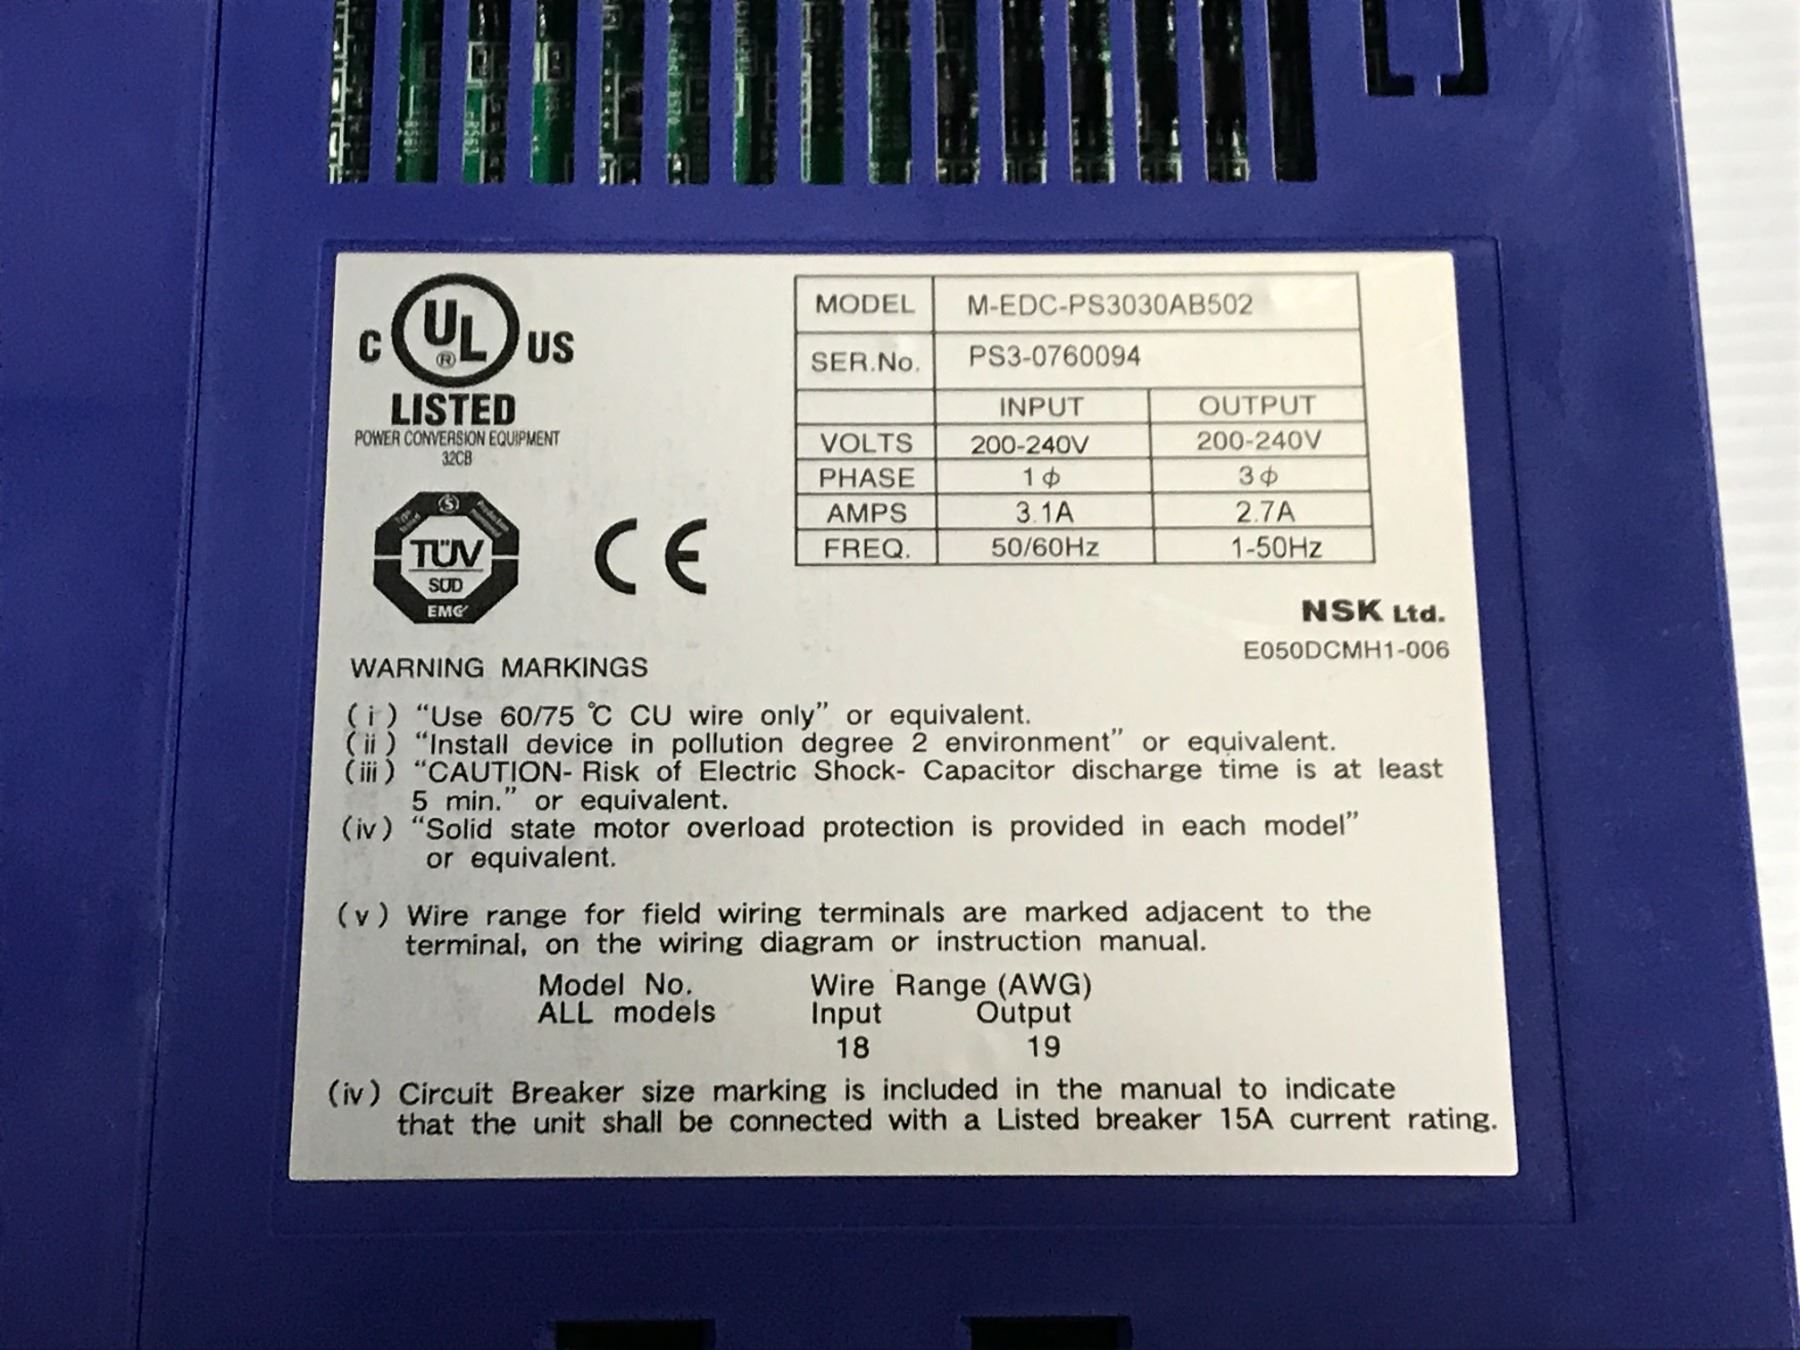 C UL ® US
LISTED
POWER CONVERSION EQUIPMENT
32CB
TÜV
SÜD
EMC
CE
MODEL M-EDC-PS3030AB502
SER.No. PS3-0760094
INPUT OUTPUT
VOLTS 200-240V 200-240V
PHASE 1ϕ 3ϕ
AMPS 3.1A 2.7A
FREQ. 50/60Hz 1-50Hz
NSK Ltd.
E050DCMH1-006
WARNING MARKINGS
(i) “Use 60/75 ℃ CU wire only” or equivalent.
(ii) “Install device in pollution degree 2 environment” or equivalent.
(iii) “CAUTION- Risk of Electric Shock- Capacitor discharge time is at least
5 min.” or equivalent.
(iv) “Solid state motor overload protection is provided in each model”
or equivalent.
(v) Wire range for field wiring terminals are marked adjacent to the
terminal, on the wiring diagram or instruction manual.
Model No. Wire Range (AWG)
ALL models Input Output
18 19
(iv) Circuit Breaker size marking is included in the manual to indicate
that the unit shall be connected with a Listed breaker 15A current rating.